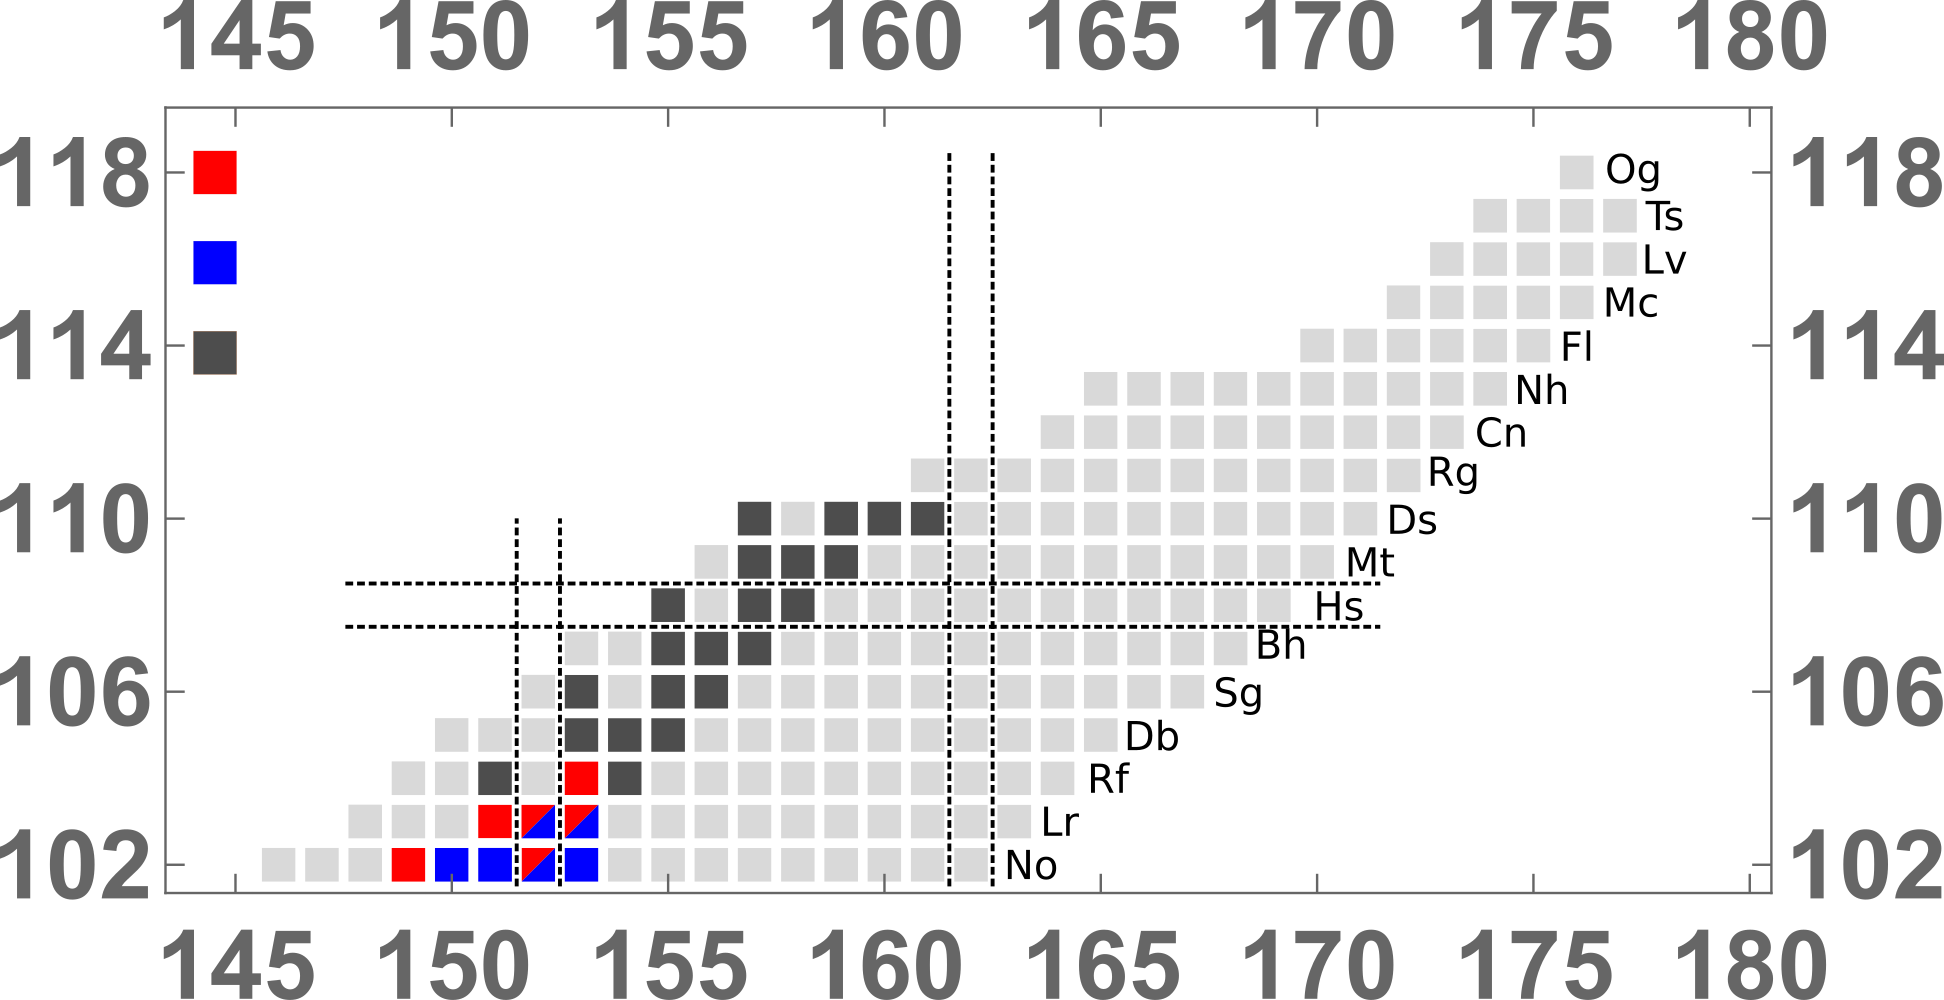 145 150 155 160 165 170 175 180
118 Og 118
Ts
Lv
Mc
114 Fl 114
Nh
Cn
Rg
110 Ds 110
Mt
Hs
Bh
106 Sg 106
Db
Rf
Lr
102 No 102
145 150 155 160 165 170 175 180